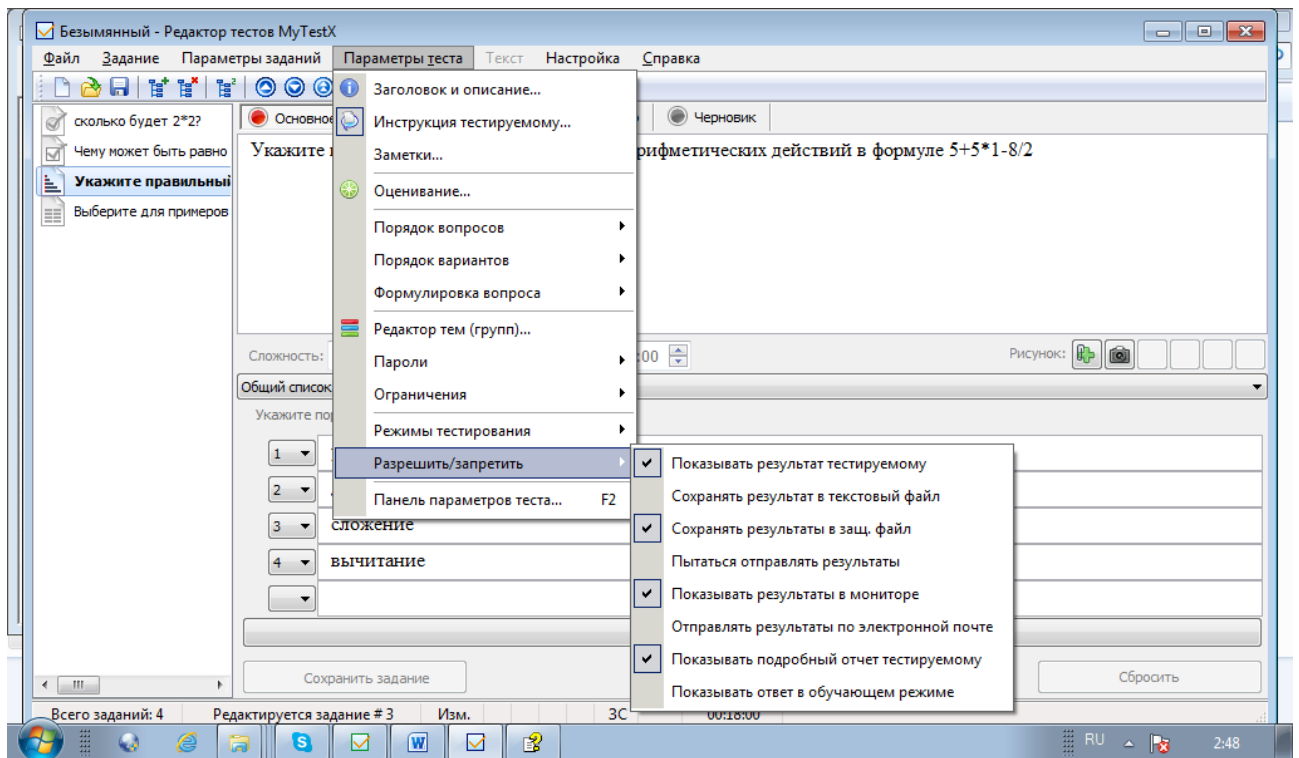 Безымянный - Редактор тестов MyTestX
Файл Задание Параметры заданий Параметры теста Текст Настройка Справка
сколько будет 2*2?
Чему может быть равно
Укажите правильный
Выберите для примеров
Основно
Черновик
Укажите рифметических действий в формуле 5+5*1-8/2
Заголовок и описание...
Инструкция тестируемому...
Заметки...
Оценивание...
Порядок вопросов
Порядок вариантов
Формулировка вопроса
Редактор тем (групп)...
Пароли
Ограничения
Режимы тестирования
Разрешить/запретить
Панель параметров теста... F2
Сложность: :00 Рисунок:
Общий список
Укажите по
1
2
3 сложение
4 вычитание
Показывать результат тестируемому
Сохранять результат в текстовый файл
Сохранять результаты в защ. файл
Пытаться отправлять результаты
Показывать результаты в мониторе
Отправлять результаты по электронной почте
Показывать подробный отчет тестируемому
Показывать ответ в обучающем режиме
Сохранить задание
Сбросить
Всего заданий: 4 Редактируется задание # 3 Изм. ЗС 00:18:00
RU 2:48